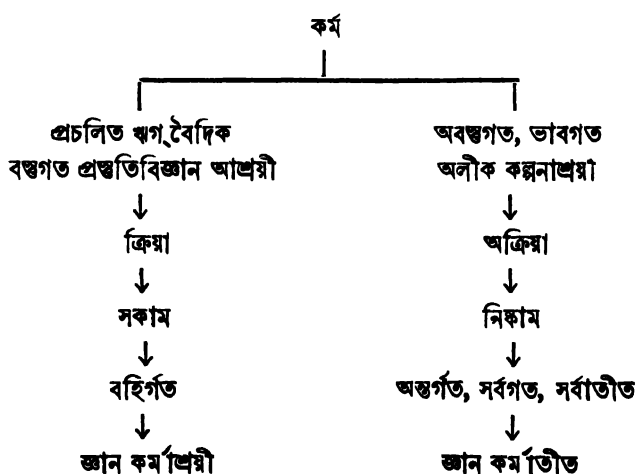 কর্ম
প্রচলিত ঋগ্‌বৈদিক
বস্তুগত প্রস্তুতিবিজ্ঞান আশ্রয়ী
অবস্তুগত, ভাবগত
অলীক কল্পনাশ্রয়ী
ক্রিয়া
অক্রিয়া
সকাম
নিষ্কাম
বহির্গত
অন্তর্গত, সর্বগত, সর্বাতীত
জ্ঞান কর্মাশ্রয়ী
জ্ঞান কর্মাতীত